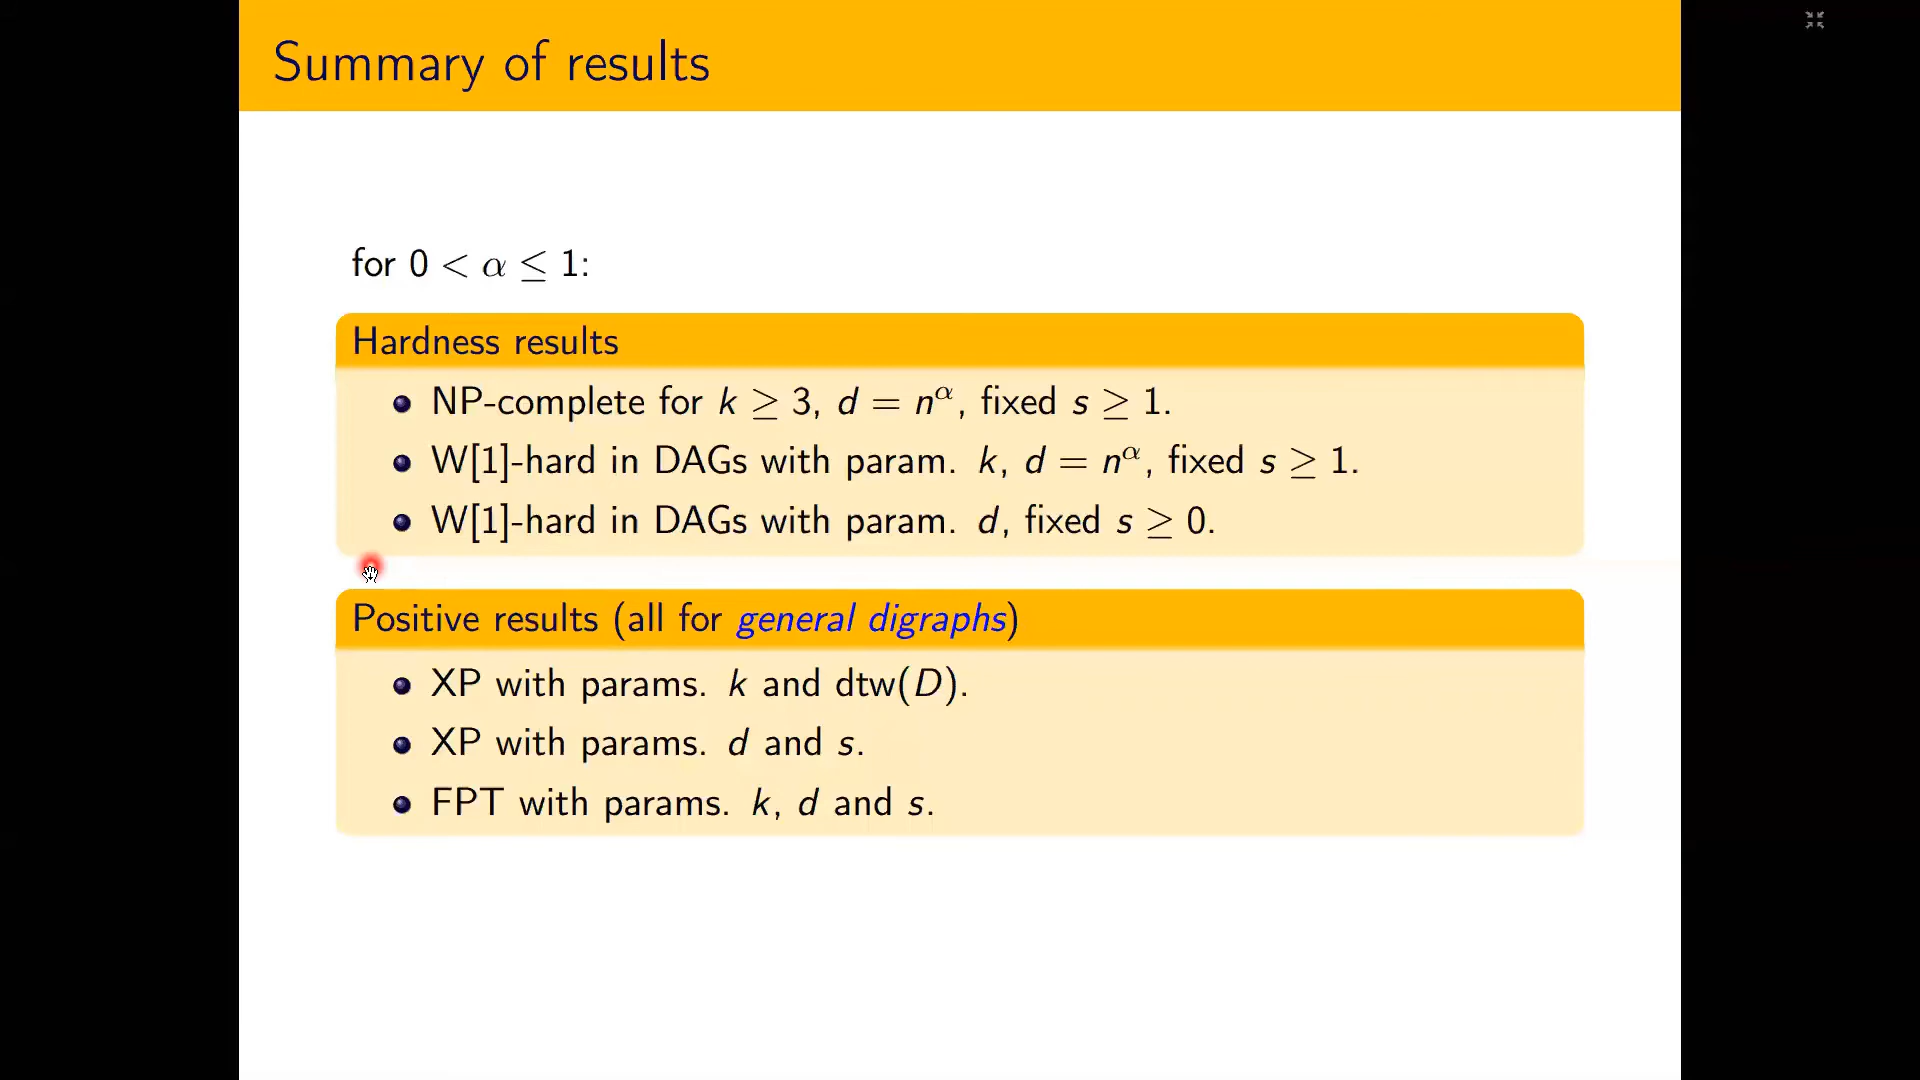 Summary of results
for 0 < α ≤ 1:
Hardness results
• NP-complete for k ≥ 3, d = n^α, fixed s ≥ 1.
• W[1]-hard in DAGs with param. k, d = n^α, fixed s ≥ 1.
• W[1]-hard in DAGs with param. d, fixed s ≥ 0.
Positive results (all for general digraphs)
• XP with params. k and dtw(D).
• XP with params. d and s.
• FPT with params. k, d and s.